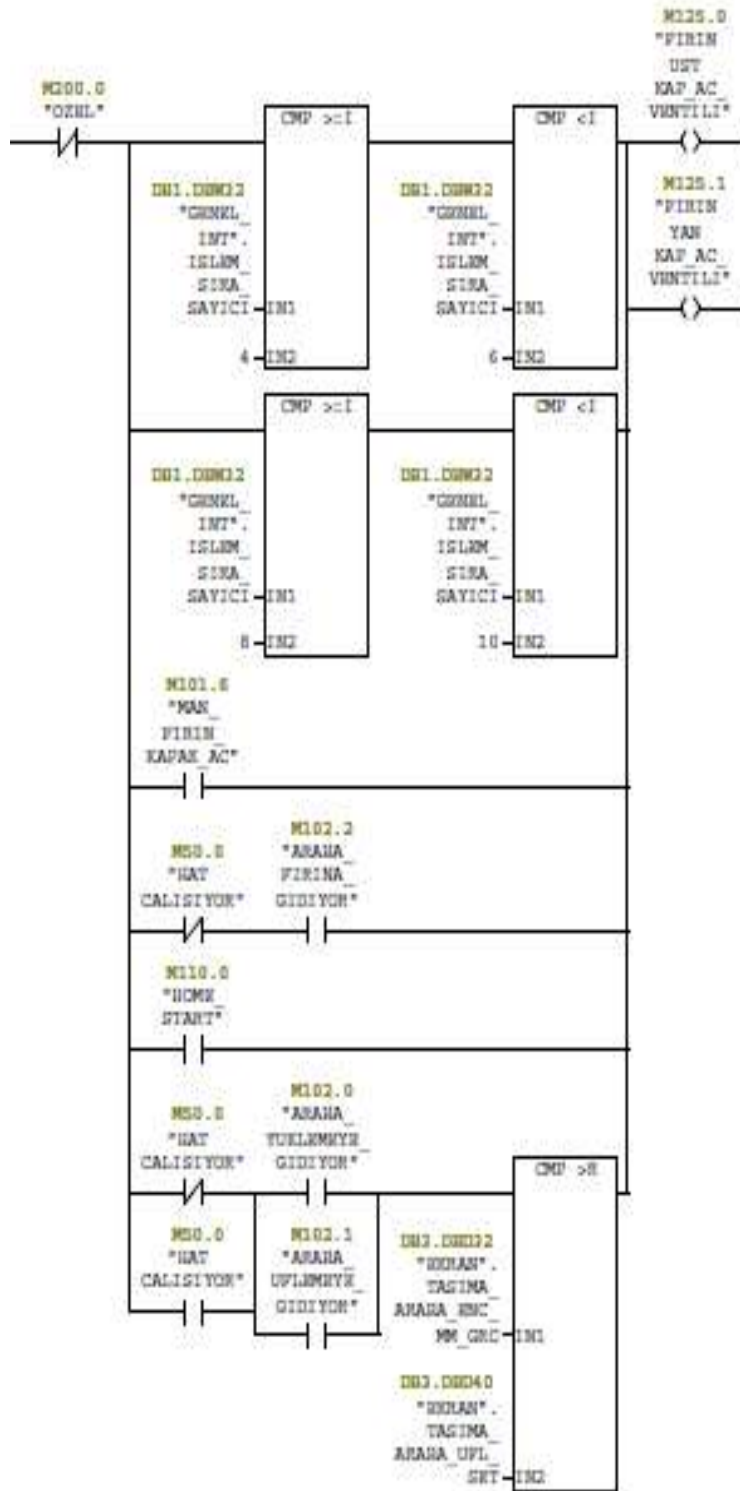 M125.0
"FIRIN
UST
KAP_AC_
VENTILI"
M200.0
"OZEL"
CMP >=I
CMP <I
M125.1
"FIRIN
YAN
KAP_AC_
VENTILI"
DB1.DBW32
"GENEL_
INT".
ISLEM_
SIRA_
SAYICI
IN1
4
IN2
DB1.DBW32
"GENEL_
INT".
ISLEM_
SIRA_
SAYICI
IN1
6
IN2
CMP >=I
CMP <I
DB1.DBW32
"GENEL_
INT".
ISLEM_
SIRA_
SAYICI
IN1
8
IN2
DB1.DBW32
"GENEL_
INT".
ISLEM_
SIRA_
SAYICI
IN1
10
IN2
M101.6
"MAN_
FIRIN_
KAPAK_AC"
M50.0
"HAT
CALISIYOR"
M102.2
"ARABA_
FIRINA_
GIDIYOR"
M110.0
"HOME_
START"
M50.0
"HAT
CALISIYOR"
M102.0
"ARABA_
YUKLEMEYE_
GIDIYOR"
CMP >R
M50.0
"HAT
CALISIYOR"
M102.1
"ARABA_
UFLEMEYE_
GIDIYOR"
DB3.DBD32
"EKRAN".
TASIMA_
ARABA_ENC_
MM_GRC
IN1
DB3.DBD40
"EKRAN".
TASIMA_
ARABA_UFL_
SET
IN2